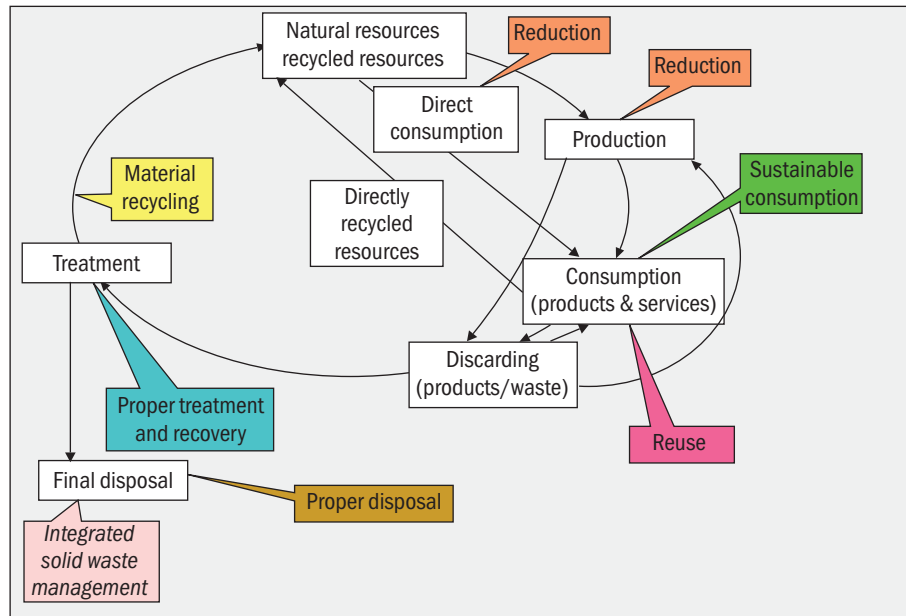 Natural resources
recycled resources
Reduction
Reduction
Direct
consumption
Production
Material
recycling
Directly
recycled
resources
Sustainable
consumption
Treatment
Consumption
(products & services)
Discarding
(products/waste)
Proper treatment
and recovery
Reuse
Final disposal
Proper disposal
Integrated
solid waste
management